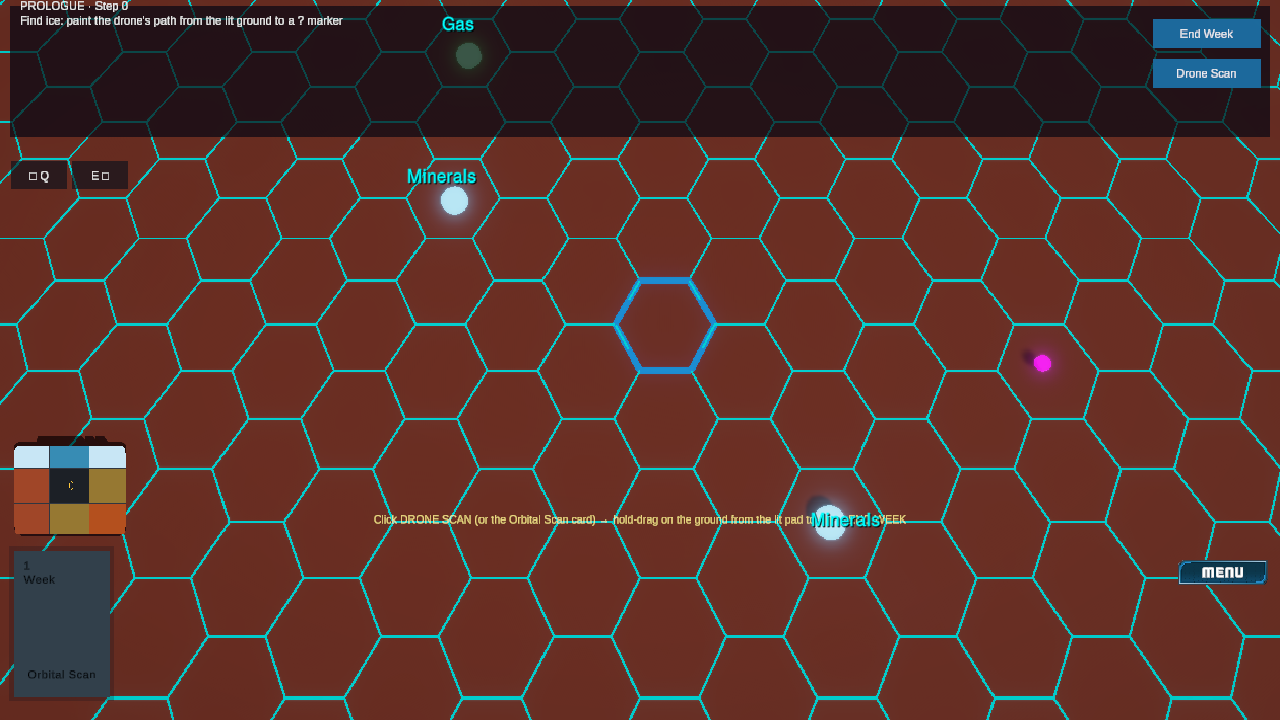 PROLOGUE · Step 0
Find ice: paint the drone's path from the lit ground to a ? marker
Gas
End Week
Drone Scan
Q
E
Minerals
Click DRONE SCAN (or the Orbital Scan card) → hold-drag on the ground from the lit pad to
WEEK
Minerals
1
Week
MENU
Orbital Scan